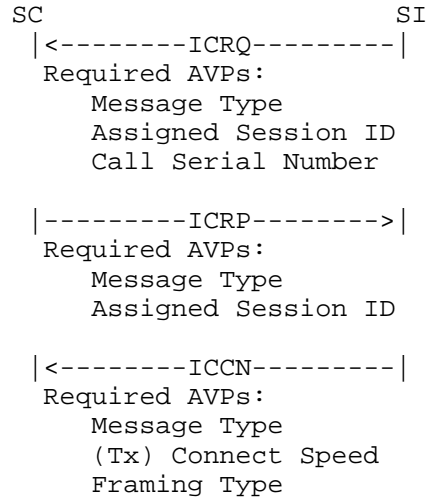 SC                           SI
 |<--------ICRQ---------|
  Required AVPs:
     Message Type
     Assigned Session ID
     Call Serial Number

 |---------ICRP-------->|
  Required AVPs:
     Message Type
     Assigned Session ID

 |<--------ICCN---------|
  Required AVPs:
     Message Type
     (Tx) Connect Speed
     Framing Type